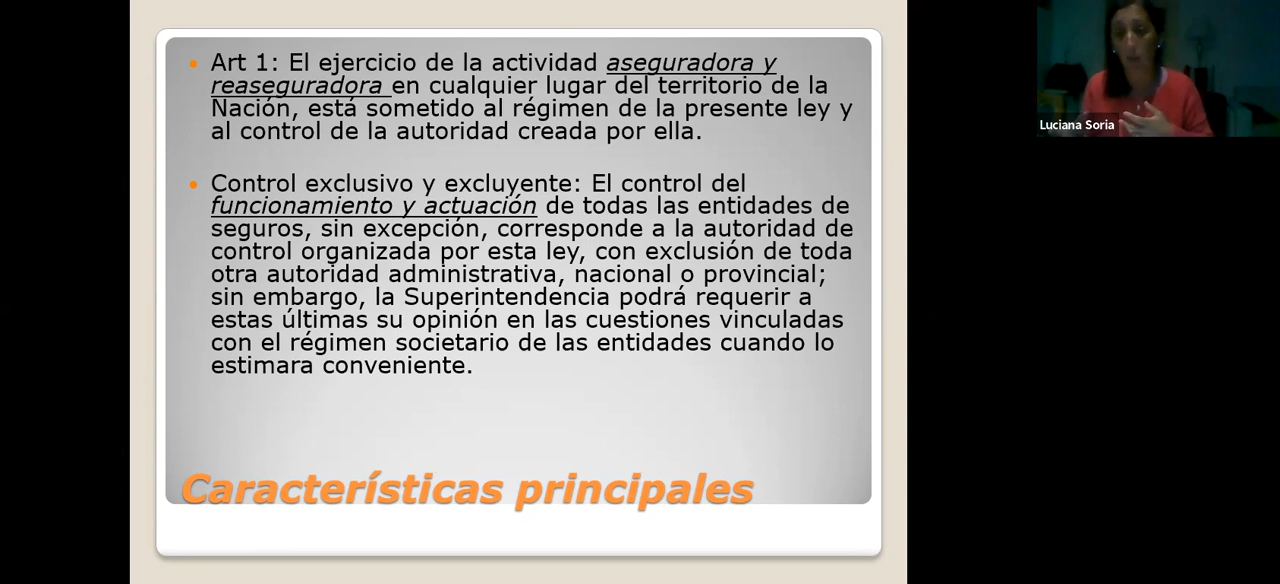 Art 1: El ejercicio de la actividad aseguradora y
reaseguradora en cualquier lugar del territorio de la
Nación, está sometido al régimen de la presente ley y
al control de la autoridad creada por ella.
Control exclusivo y excluyente: El control del
funcionamiento y actuación de todas las entidades de
seguros, sin excepción, corresponde a la autoridad de
control organizada por esta ley, con exclusión de toda
otra autoridad administrativa, nacional o provincial;
sin embargo, la Superintendencia podrá requerir a
estas últimas su opinión en las cuestiones vinculadas
con el régimen societario de las entidades cuando lo
estimara conveniente.
Características principales
Luciana Soria